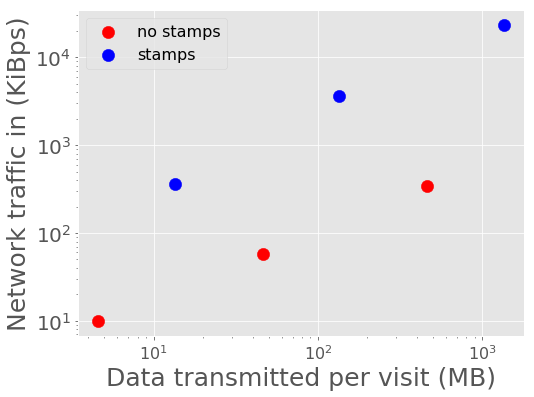 no stamps
stamps
Network traffic in (KiBps)
10⁴
10³
10²
10¹
10¹ 10² 10³
Data transmitted per visit (MB)